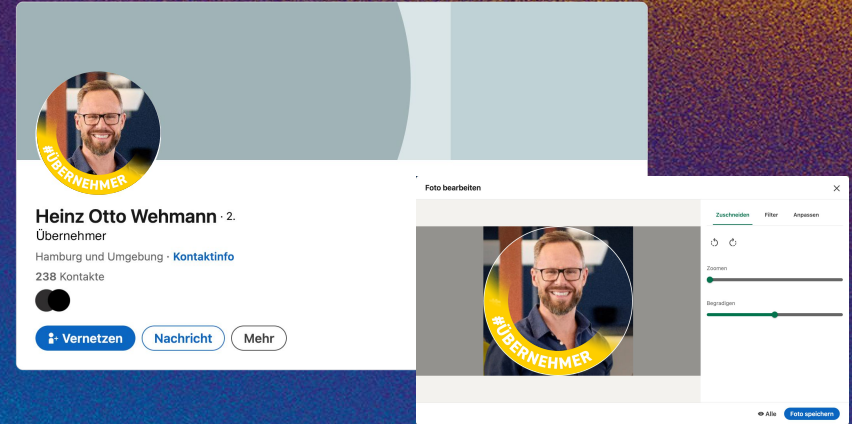 #ÜBERNEHMER
Heinz Otto Wehmann · 2.
Übernehmer
Hamburg und Umgebung · Kontaktinfo
238 Kontakte
Vernetzen
Nachricht
Mehr
Foto bearbeiten
Zuschneiden Filter Anpassen
Zoomen
Begradigen
#ÜBERNEHMER
Alle
Foto speichern